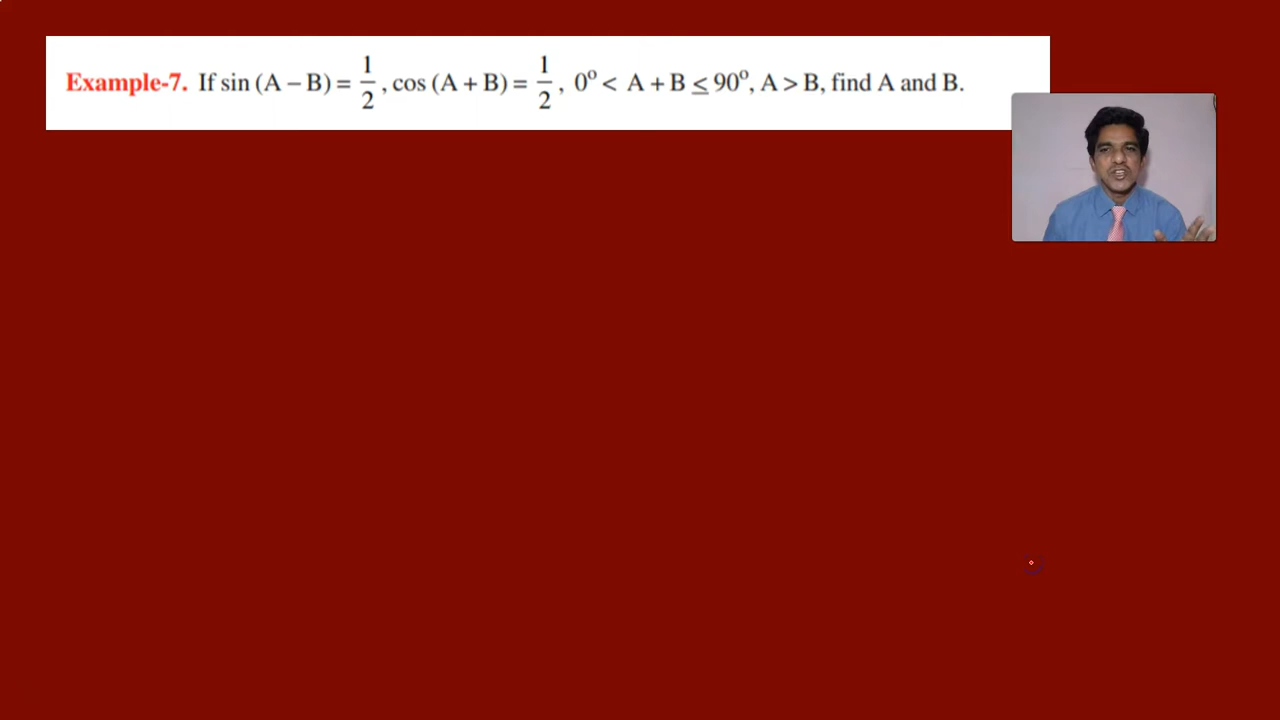 Example-7. If sin (A – B) = 1/2, cos (A + B) = 1/2, 0° < A + B ≤ 90°, A > B, find A and B.